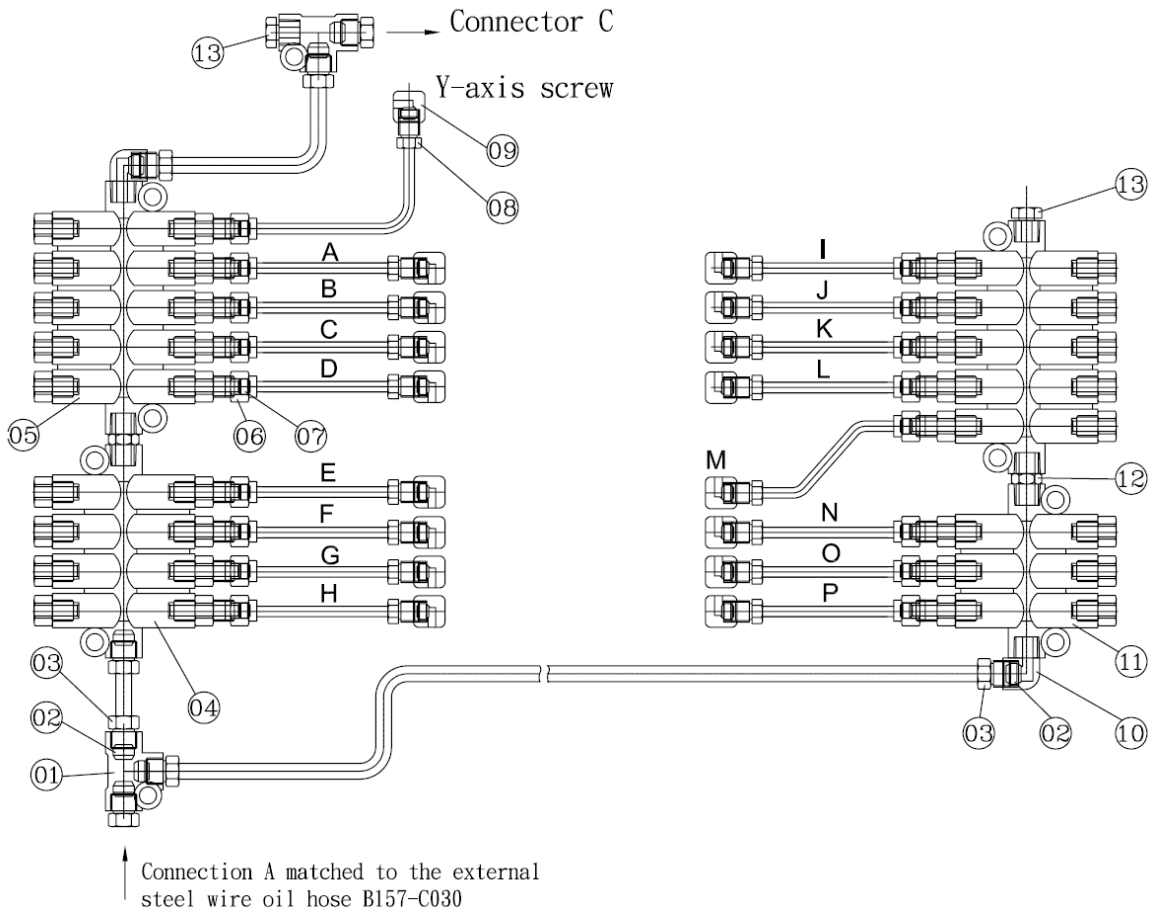 Connector C
13
Y-axis screw
09
08
13
A
I
B
J
C
K
D
L
05
06
07
E
M
12
F
N
G
O
H
P
03
04
11
02
03
02
10
01
Connection A matched to the external
steel wire oil hose B157-C030